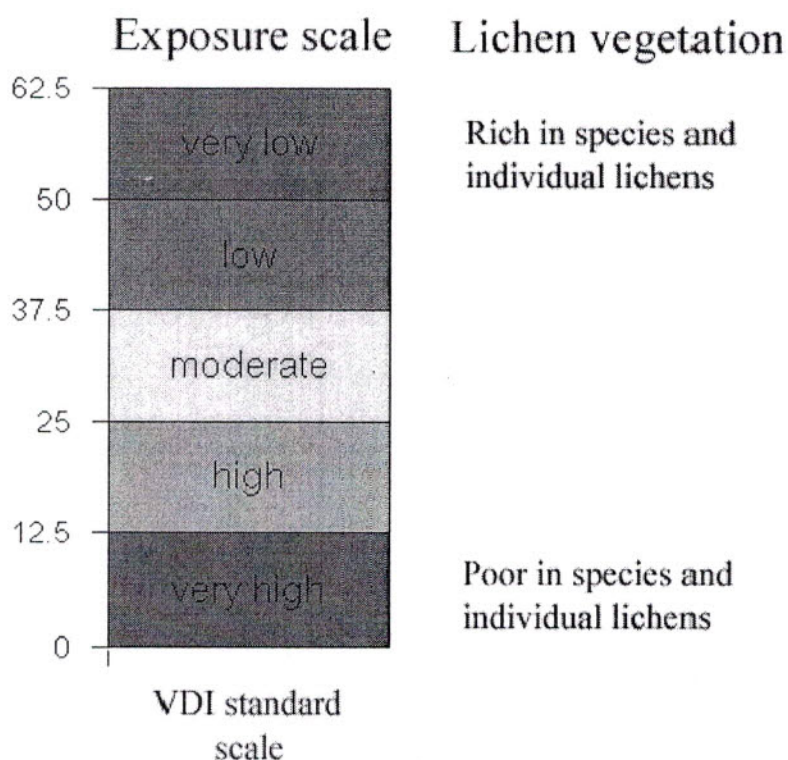 Exposure scale
Lichen vegetation
62.5
very low
Rich in species and
individual lichens
50
low
37.5
moderate
25
high
12.5
very high
Poor in species and
individual lichens
0
VDI standard
scale